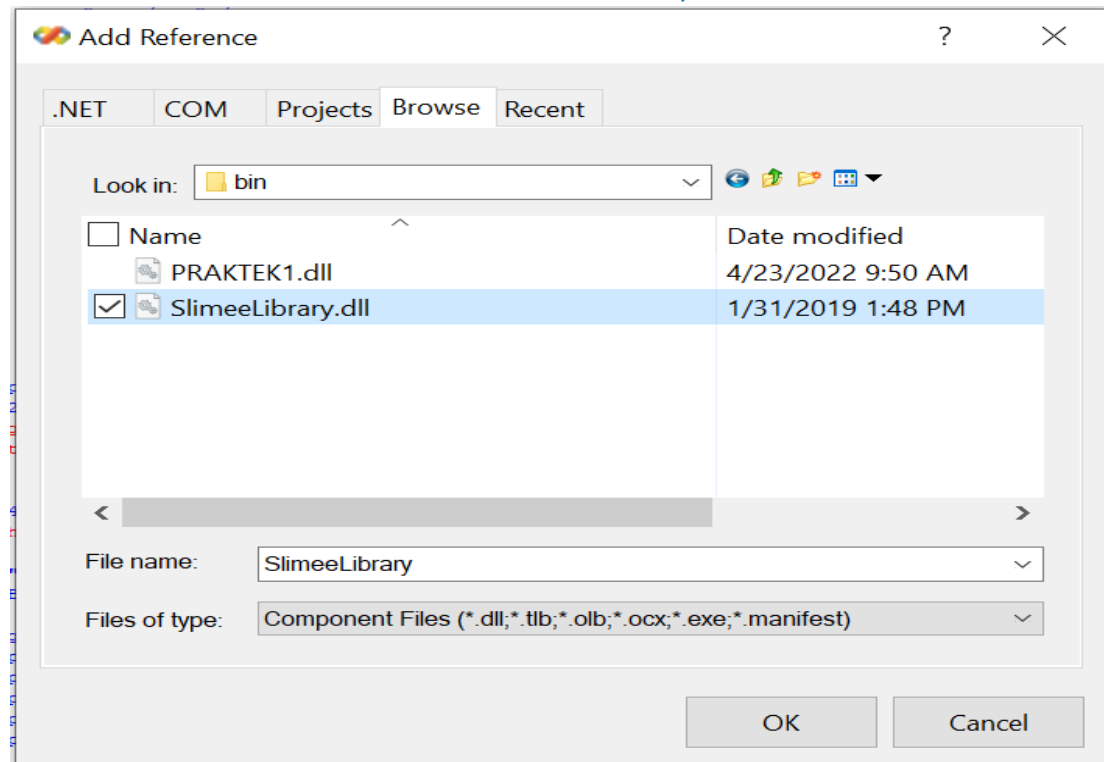 Add Reference
.NET COM Projects Browse Recent
Look in: bin
Name Date modified
PRAKTEK1.dll 4/23/2022 9:50 AM
SlimeeLibrary.dll 1/31/2019 1:48 PM
File name: SlimeeLibrary
Files of type: Component Files (*.dll;*.tlb;*.olb;*.ocx;*.exe;*.manifest)
OK Cancel